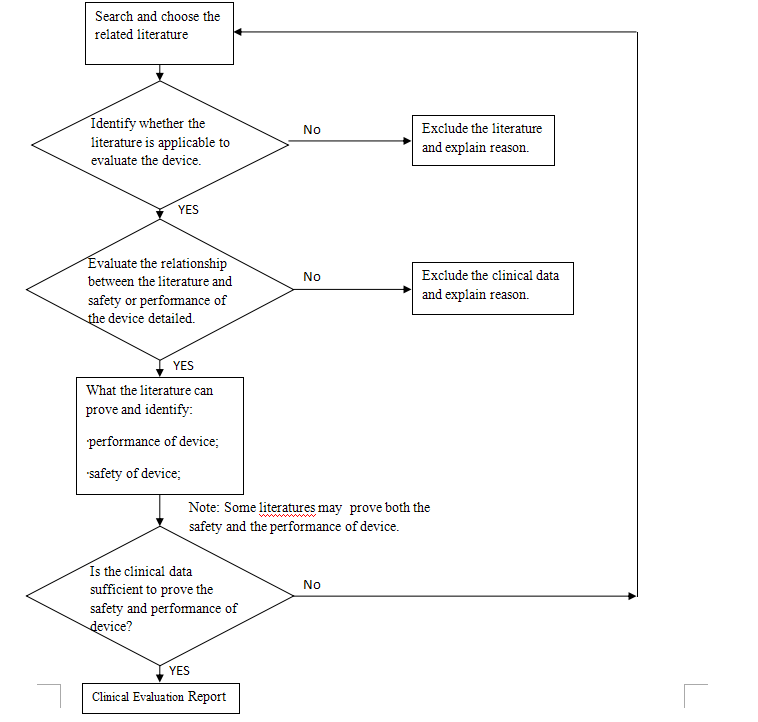 Search and choose the
related literature
Identify whether the
literature is applicable to
evaluate the device.
No
Exclude the literature
and explain reason.
YES
Evaluate the relationship
between the literature and
safety or performance of
the device detailed.
No
Exclude the clinical data
and explain reason.
YES
What the literature can
prove and identify:
·performance of device;
·safety of device;
Note: Some literatures may prove both the
safety and the performance of device.
Is the clinical data
sufficient to prove the
safety and performance of
device?
No
YES
Clinical Evaluation Report